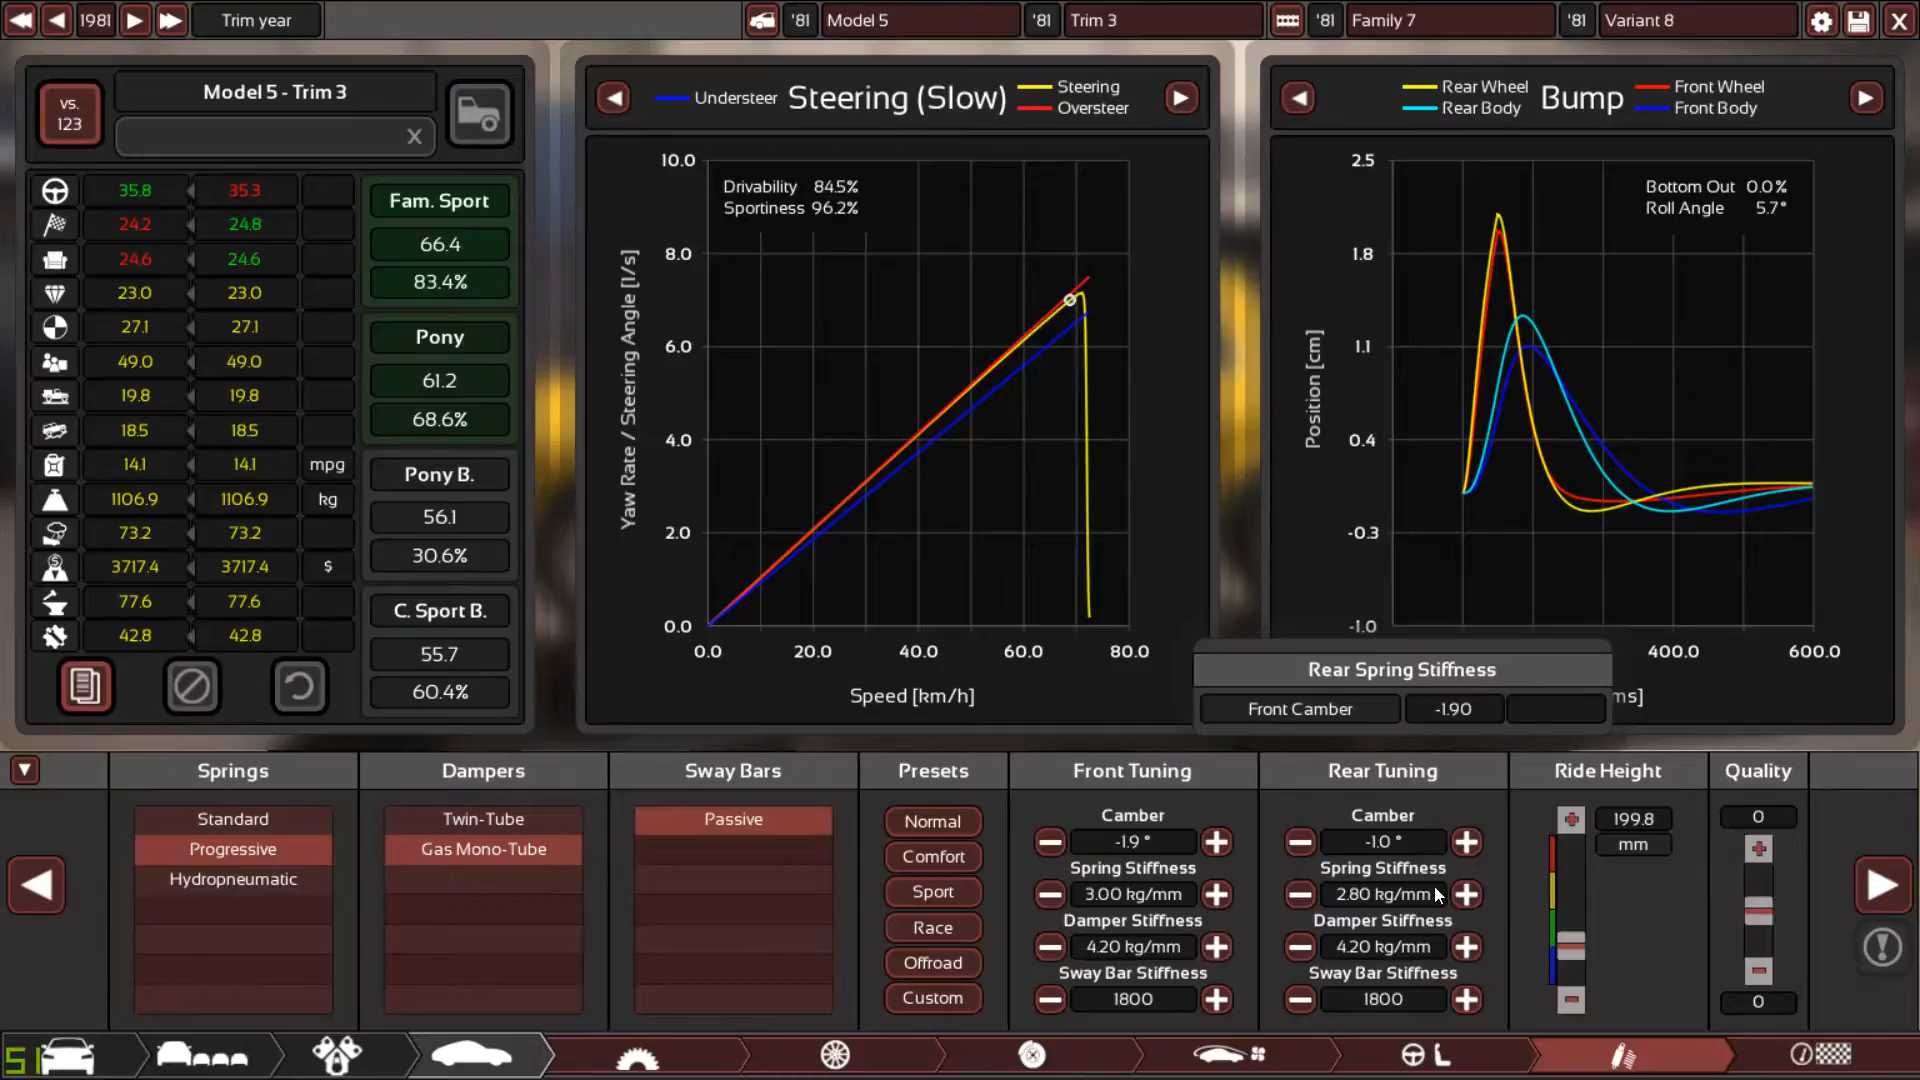 1981
Trim year
'81
Model 5
'81
Trim 3
'81
Family 7
'81
Variant 8
X
vs.
123
Model 5 - Trim 3
X
35.8 35.3
24.2 24.8
24.6 24.6
23.0 23.0
27.1 27.1
49.0 49.0
19.8 19.8
18.5 18.5
14.1 14.1 mpg
1106.9 1106.9 kg
73.2 73.2
3717.4 3717.4 $
77.6 77.6
42.8 42.8
Fam. Sport
66.4
83.4%
Pony
61.2
68.6%
Pony B.
56.1
30.6%
C. Sport B.
55.7
60.4%
Understeer
Steering (Slow)
Steering
Oversteer
Drivability 84.5%
Sportiness 96.2%
Yaw Rate / Steering Angle [1/s]
10.0
8.0
6.0
4.0
2.0
0.0
0.0 20.0 40.0 60.0 80.0
Speed [km/h]
Rear Wheel
Rear Body
Bump
Front Wheel
Front Body
Bottom Out 0.0%
Roll Angle 5.7°
Position [cm]
2.5
1.8
1.1
0.4
-0.3
-1.0
400.0 600.0
ms]
Rear Spring Stiffness
Front Camber -1.90
Springs
Standard
Progressive
Hydropneumatic
Dampers
Twin-Tube
Gas Mono-Tube
Sway Bars
Passive
Presets
Normal
Comfort
Sport
Race
Offroad
Custom
Front Tuning
Camber
-1.9 °
Spring Stiffness
3.00 kg/mm
Damper Stiffness
4.20 kg/mm
Sway Bar Stiffness
1800
Rear Tuning
Camber
-1.0 °
Spring Stiffness
2.80 kg/mm
Damper Stiffness
4.20 kg/mm
Sway Bar Stiffness
1800
Ride Height
199.8
mm
Quality
0
0
51